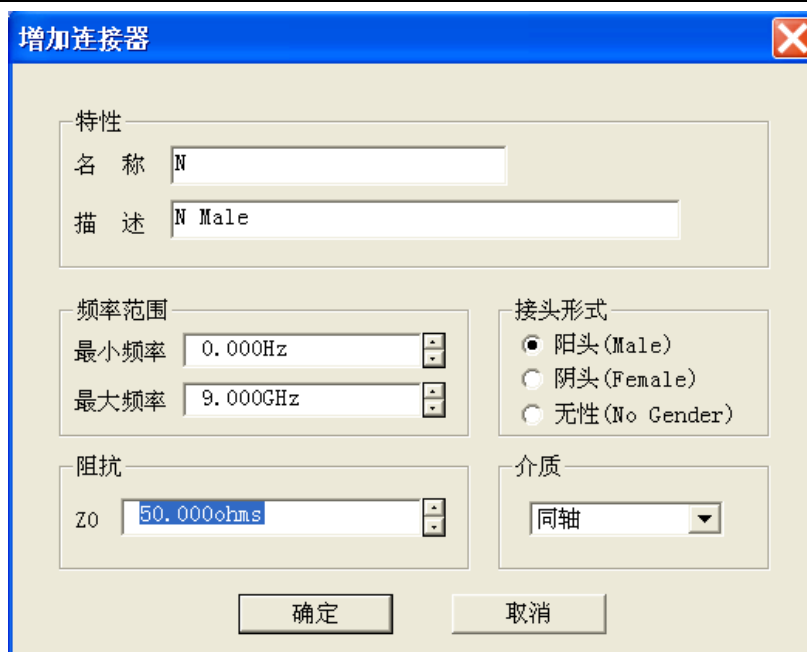 增加连接器
特性
名 称 N
描 述 N Male
频率范围
最小频率 0.000Hz
最大频率 9.000GHz
接头形式
阳头(Male)
阴头(Female)
无性(No Gender)
阻抗
Z0 50.000ohms
介质
同轴
确定
取消